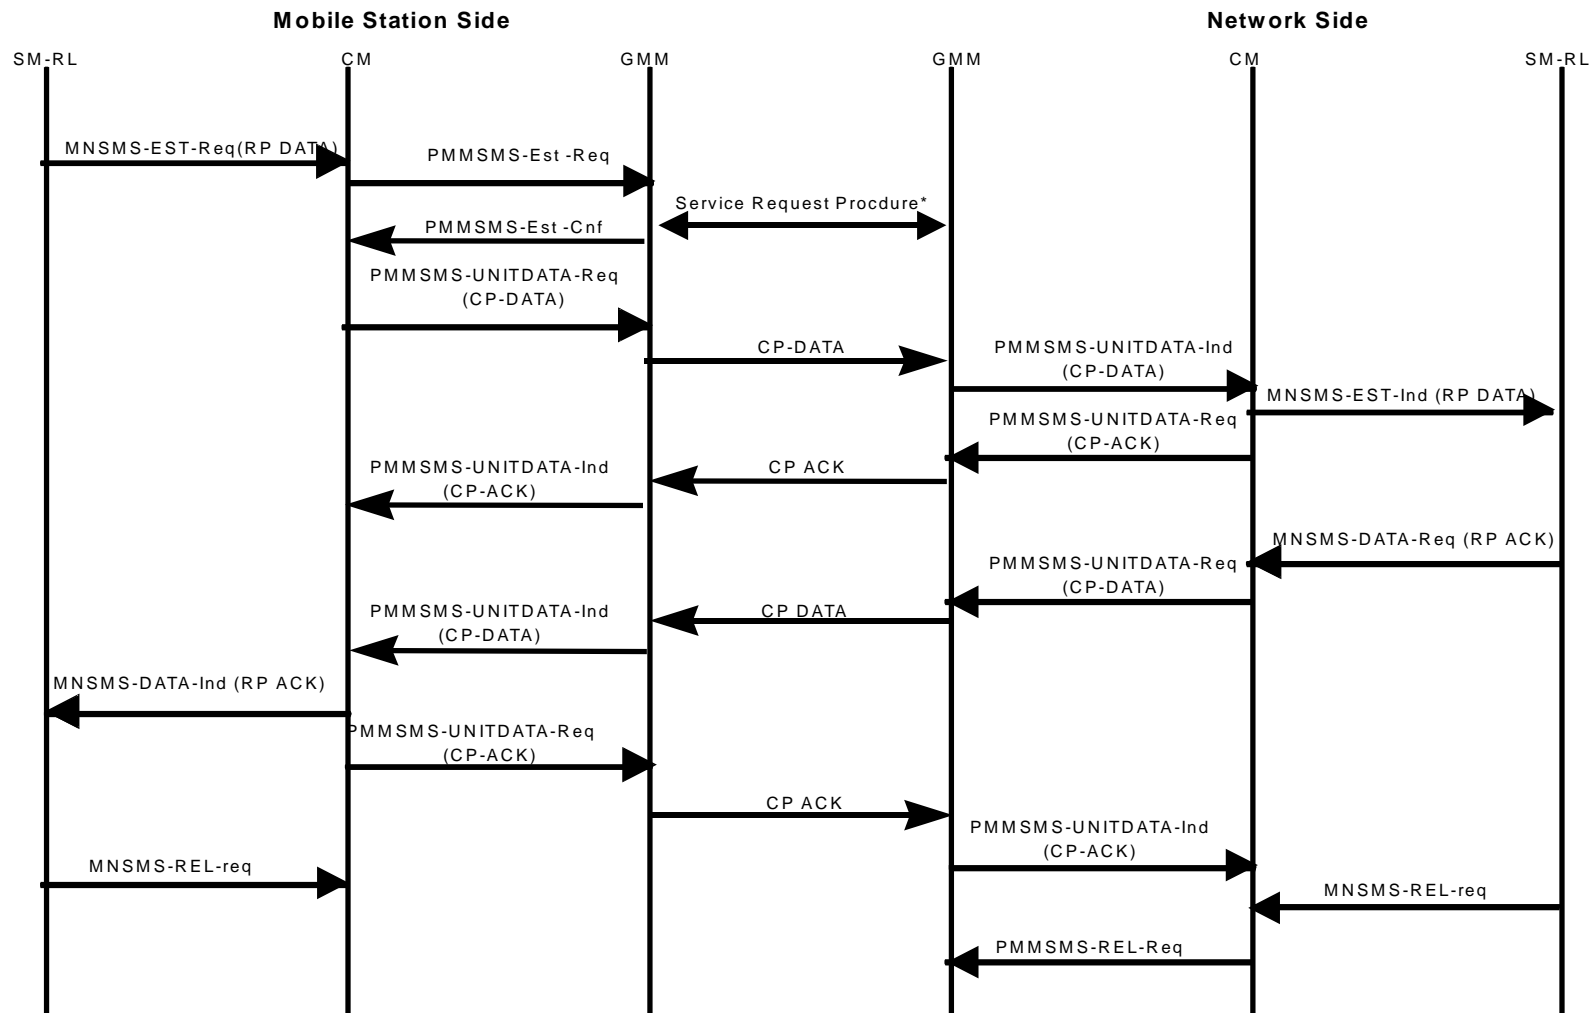 Mobile Station Side
Network Side
SM-RL
CM
GMM
GMM
CM
SM-RL
MNSMS-EST-Req(RP DATA)
PMMSMS-Est -Req
Service Request Procdure*
PMMSMS-Est -Cnf
PMMSMS-UNITDATA-Req
(CP-DATA)
CP-DATA
PMMSMS-UNITDATA-Ind
(CP-DATA)
MNSMS-EST-Ind (RP DATA)
PMMSMS-UNITDATA-Req
(CP-ACK)
CP ACK
PMMSMS-UNITDATA-Ind
(CP-ACK)
MNSMS-DATA-Req (RP ACK)
PMMSMS-UNITDATA-Req
(CP-DATA)
CP DATA
PMMSMS-UNITDATA-Ind
(CP-DATA)
MNSMS-DATA-Ind (RP ACK)
PMMSMS-UNITDATA-Req
(CP-ACK)
CP ACK
PMMSMS-UNITDATA-Ind
(CP-ACK)
MNSMS-REL-req
MNSMS-REL-req
PMMSMS-REL-Req